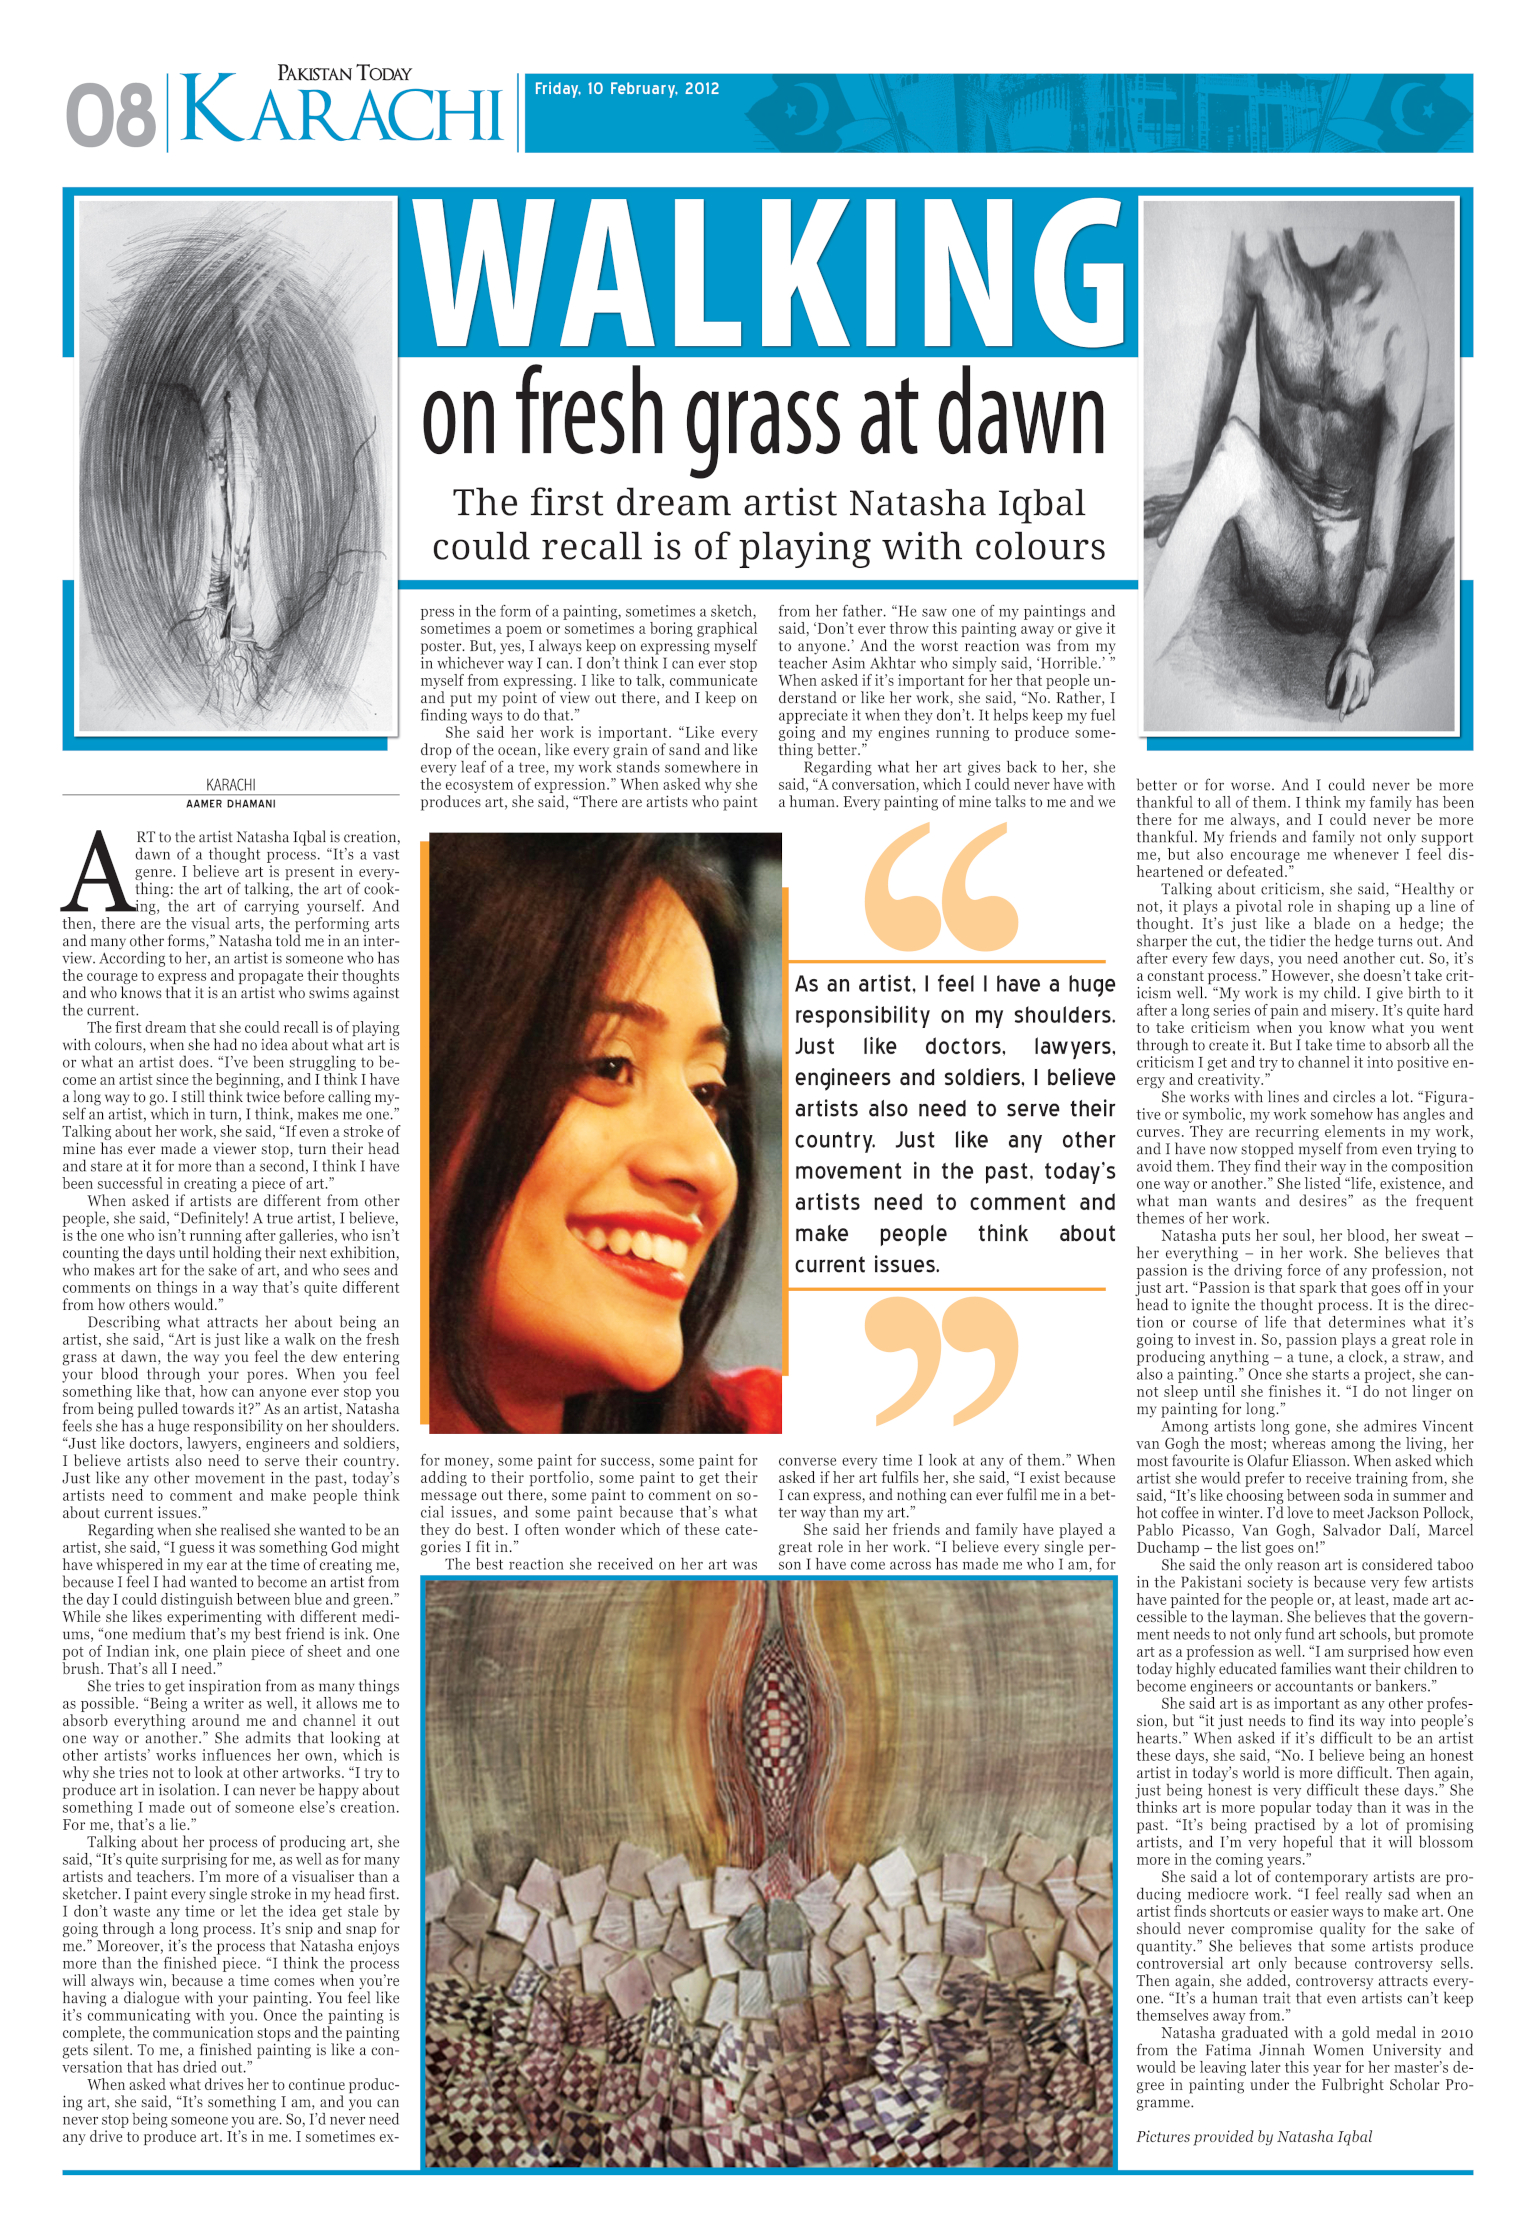 08
PAKISTAN TODAY
KARACHI
Friday, 10 February, 2012
WALKING
on fresh grass at dawn
The first dream artist Natasha Iqbal
could recall is of playing with colours
KARACHI
AAMER DHAMANI
ART to the artist Natasha Iqbal is creation,
dawn of a thought process. “It’s a vast
genre. I believe art is present in every-
thing: the art of talking, the art of cook-
ing, the art of carrying yourself. And
then, there are the visual arts, the performing arts
and many other forms,” Natasha told me in an inter-
view. According to her, an artist is someone who has
the courage to express and propagate their thoughts
and who knows that it is an artist who swims against
the current.
The first dream that she could recall is of playing
with colours, when she had no idea about what art is
or what an artist does. “I’ve been struggling to be-
come an artist since the beginning, and I think I have
a long way to go. I still think twice before calling my-
self an artist, which in turn, I think, makes me one.”
Talking about her work, she said, “If even a stroke of
mine has ever made a viewer stop, turn their head
and stare at it for more than a second, I think I have
been successful in creating a piece of art.”
When asked if artists are different from other
people, she said, “Definitely! A true artist, I believe,
is the one who isn’t running after galleries, who isn’t
counting the days until holding their next exhibition,
who makes art for the sake of art, and who sees and
comments on things in a way that’s quite different
from how others would.”
Describing what attracts her about being an
artist, she said, “Art is just like a walk on the fresh
grass at dawn, the way you feel the dew entering
your blood through your pores. When you feel
something like that, how can anyone ever stop you
from being pulled towards it?” As an artist, Natasha
feels she has a huge responsibility on her shoulders.
“Just like doctors, lawyers, engineers and soldiers,
I believe artists also need to serve their country.
Just like any other movement in the past, today’s
artists need to comment and make people think
about current issues.”
Regarding when she realised she wanted to be an
artist, she said, “I guess it was something God might
have whispered in my ear at the time of creating me,
because I feel I had wanted to become an artist from
the day I could distinguish between blue and green.”
While she likes experimenting with different medi-
ums, “one medium that’s my best friend is ink. One
pot of Indian ink, one plain piece of sheet and one
brush. That’s all I need.”
She tries to get inspiration from as many things
as possible. “Being a writer as well, it allows me to
absorb everything around me and channel it out
one way or another.” She admits that looking at
other artists’ works influences her own, which is
why she tries not to look at other artworks. “I try to
produce art in isolation. I can never be happy about
something I made out of someone else’s creation.
For me, that’s a lie.”
Talking about her process of producing art, she
said, “It’s quite surprising for me, as well as for many
artists and teachers. I’m more of a visualiser than a
sketcher. I paint every single stroke in my head first.
I don’t waste any time or let the idea get stale by
going through a long process. It’s snip and snap for
me.” Moreover, it’s the process that Natasha enjoys
more than the finished piece. “I think the process
will always win, because a time comes when you’re
having a dialogue with your painting. You feel like
it’s communicating with you. Once the painting is
complete, the communication stops and the painting
gets silent. To me, a finished painting is like a con-
versation that has dried out.”
When asked what drives her to continue produc-
ing art, she said, “It’s something I am, and you can
never stop being someone you are. So, I’d never need
any drive to produce art. It’s in me. I sometimes ex-
press in the form of a painting, sometimes a sketch,
sometimes a poem or sometimes a boring graphical
poster. But, yes, I always keep on expressing myself
in whichever way I can. I don’t think I can ever stop
myself from expressing. I like to talk, communicate
and put my point of view out there, and I keep on
finding ways to do that.”
She said her work is important. “Like every
drop of the ocean, like every grain of sand and like
every leaf of a tree, my work stands somewhere in
the ecosystem of expression.” When asked why she
produces art, she said, “There are artists who paint
for money, some paint for success, some paint for
adding to their portfolio, some paint to get their
message out there, some paint to comment on so-
cial issues, and some paint because that’s what
they do best. I often wonder which of these cate-
gories I fit in.”
The best reaction she received on her art was
from her father. “He saw one of my paintings and
said, ‘Don’t ever throw this painting away or give it
to anyone.’ And the worst reaction was from my
teacher Asim Akhtar who simply said, ‘Horrible.’ ”
When asked if it’s important for her that people un-
derstand or like her work, she said, “No. Rather, I
appreciate it when they don’t. It helps keep my fuel
going and my engines running to produce some-
thing better.”
Regarding what her art gives back to her, she
said, “A conversation, which I could never have with
a human. Every painting of mine talks to me and we
“
As an artist, I feel I have a huge
responsibility on my shoulders.
Just like doctors, lawyers,
engineers and soldiers, I believe
artists also need to serve their
country. Just like any other
movement in the past, today’s
artists need to comment and
make people think about
current issues.
”
converse every time I look at any of them.” When
asked if her art fulfils her, she said, “I exist because
I can express, and nothing can ever fulfil me in a bet-
ter way than my art.”
She said her friends and family have played a
great role in her work. “I believe every single per-
son I have come across has made me who I am, for
better or for worse. And I could never be more
thankful to all of them. I think my family has been
there for me always, and I could never be more
thankful. My friends and family not only support
me, but also encourage me whenever I feel dis-
heartened or defeated.”
Talking about criticism, she said, “Healthy or
not, it plays a pivotal role in shaping up a line of
thought. It’s just like a blade on a hedge; the
sharper the cut, the tidier the hedge turns out. And
after every few days, you need another cut. So, it’s
a constant process.” However, she doesn’t take crit-
icism well. “My work is my child. I give birth to it
after a long series of pain and misery. It’s quite hard
to take criticism when you know what you went
through to create it. But I take time to absorb all the
criticism I get and try to channel it into positive en-
ergy and creativity.”
She works with lines and circles a lot. “Figura-
tive or symbolic, my work somehow has angles and
curves. They are recurring elements in my work,
and I have now stopped myself from even trying to
avoid them. They find their way in the composition
one way or another.” She listed “life, existence, and
what man wants and desires” as the frequent
themes of her work.
Natasha puts her soul, her blood, her sweat –
her everything – in her work. She believes that
passion is the driving force of any profession, not
just art. “Passion is that spark that goes off in your
head to ignite the thought process. It is the direc-
tion or course of life that determines what it’s
going to invest in. So, passion plays a great role in
producing anything – a tune, a clock, a straw, and
also a painting.” Once she starts a project, she can-
not sleep until she finishes it. “I do not linger on
my painting for long.”
Among artists long gone, she admires Vincent
van Gogh the most; whereas among the living, her
most favourite is Olafur Eliasson. When asked which
artist she would prefer to receive training from, she
said, “It’s like choosing between soda in summer and
hot coffee in winter. I’d love to meet Jackson Pollock,
Pablo Picasso, Van Gogh, Salvador Dalí, Marcel
Duchamp – the list goes on!”
She said the only reason art is considered taboo
in the Pakistani society is because very few artists
have painted for the people or, at least, made art ac-
cessible to the layman. She believes that the govern-
ment needs to not only fund art schools, but promote
art as a profession as well. “I am surprised how even
today highly educated families want their children to
become engineers or accountants or bankers.”
She said art is as important as any other profes-
sion, but “it just needs to find its way into people’s
hearts.” When asked if it’s difficult to be an artist
these days, she said, “No. I believe being an honest
artist in today’s world is more difficult. Then again,
just being honest is very difficult these days.” She
thinks art is more popular today than it was in the
past. “It’s being practised by a lot of promising
artists, and I’m very hopeful that it will blossom
more in the coming years.”
She said a lot of contemporary artists are pro-
ducing mediocre work. “I feel really sad when an
artist finds shortcuts or easier ways to make art. One
should never compromise quality for the sake of
quantity.” She believes that some artists produce
controversial art only because controversy sells.
Then again, she added, controversy attracts every-
one. “It’s a human trait that even artists can’t keep
themselves away from.”
Natasha graduated with a gold medal in 2010
from the Fatima Jinnah Women University and
would be leaving later this year for her master’s de-
gree in painting under the Fulbright Scholar Pro-
gramme.
Pictures provided by Natasha Iqbal